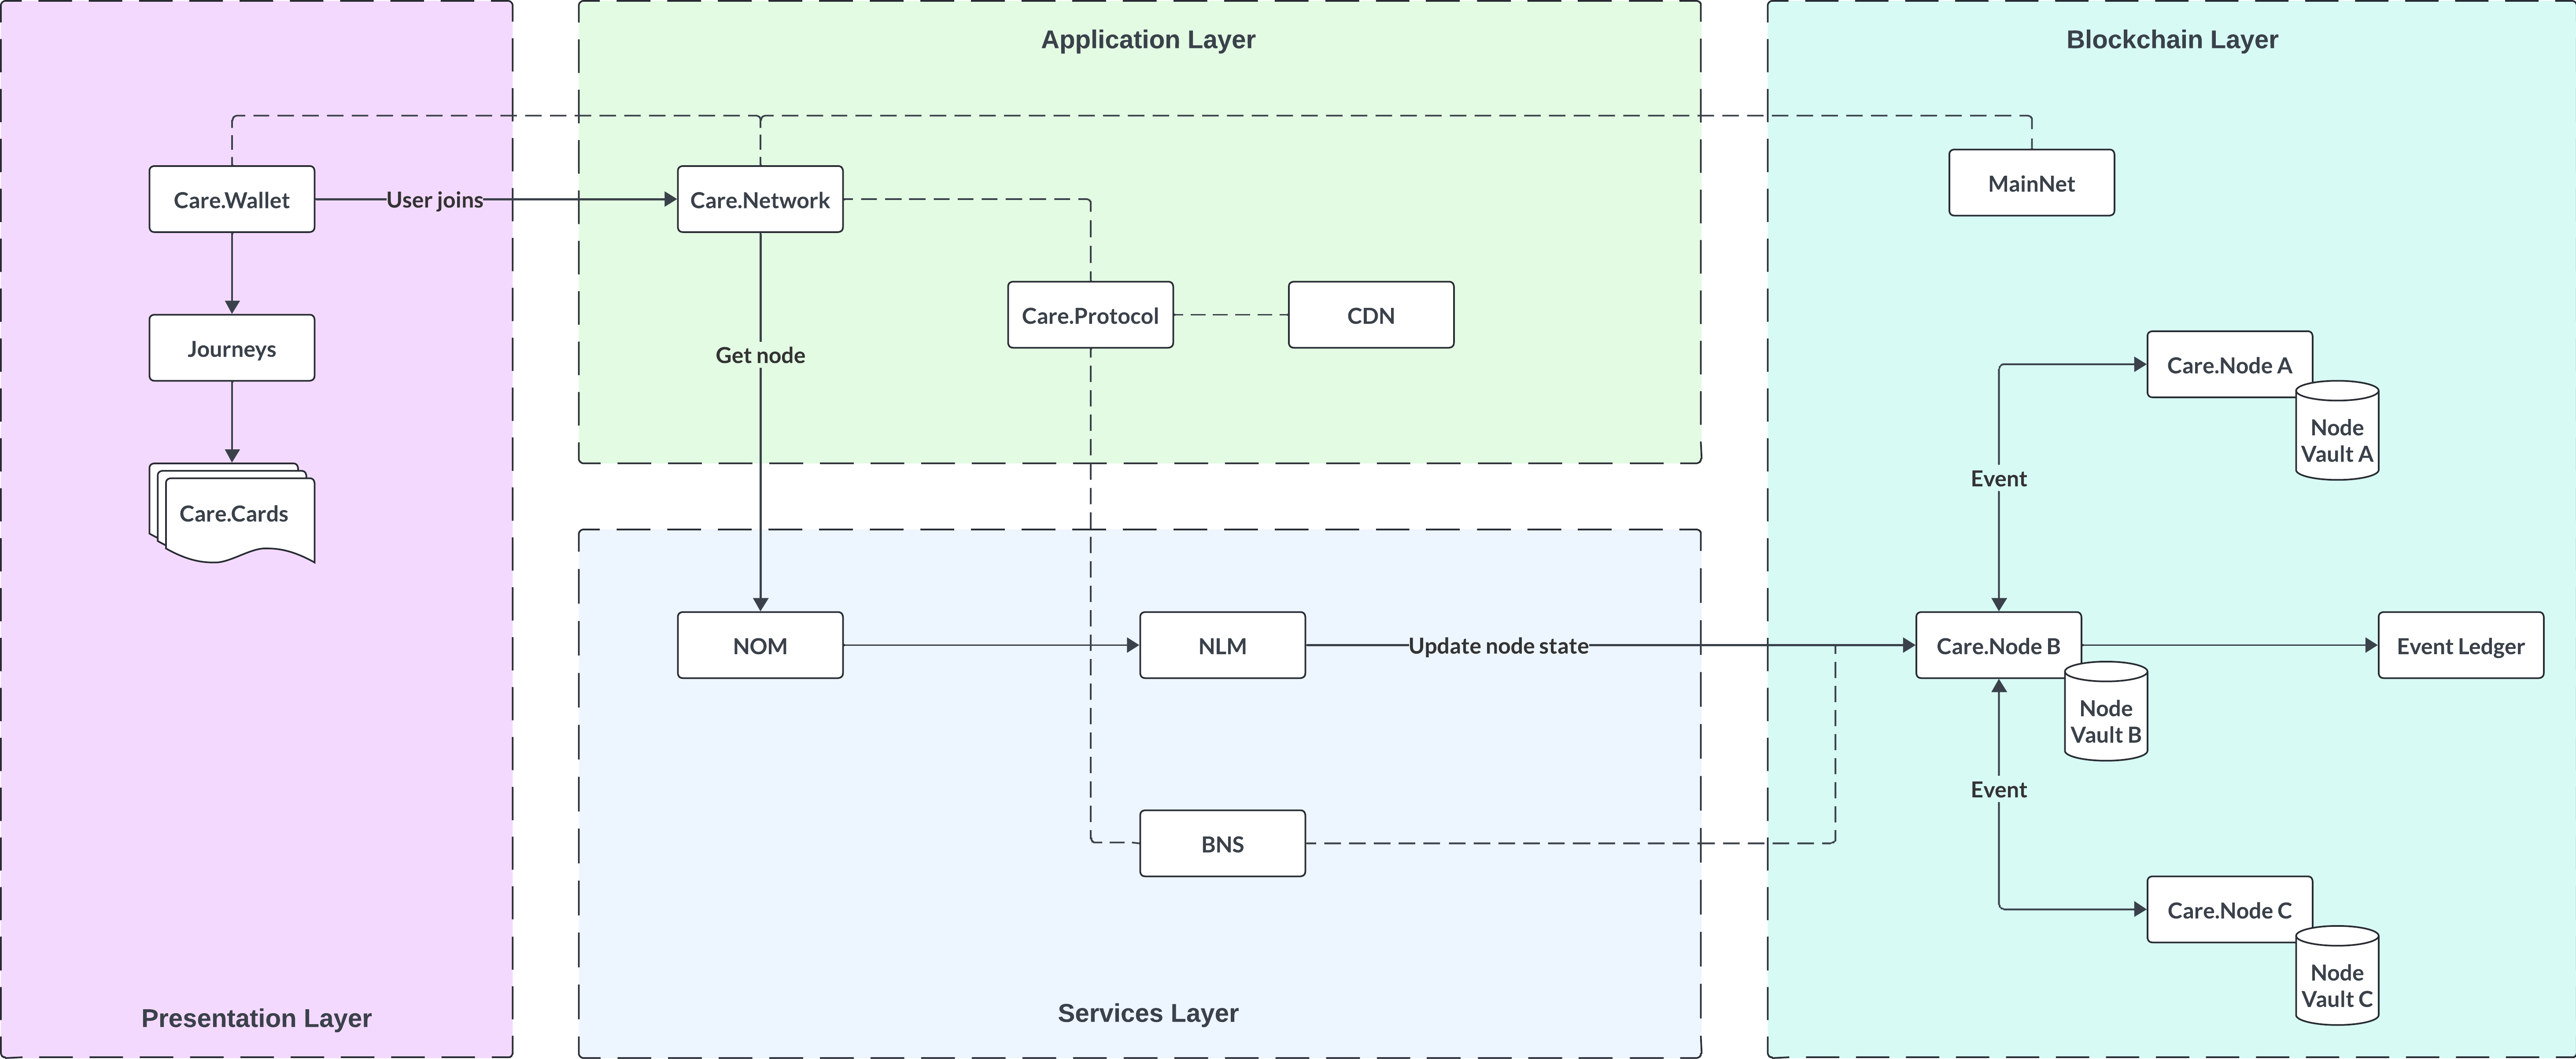 Application Layer
Blockchain Layer
Care.Wallet
User joins
Care.Network
MainNet
Journeys
Get node
Care.Protocol
CDN
Care.Node A
Node
Vault A
Care.Cards
Event
NOM
NLM
Update node state
Care.Node B
Event Ledger
Node
Vault B
Event
BNS
Care.Node C
Node
Vault C
Presentation Layer
Services Layer